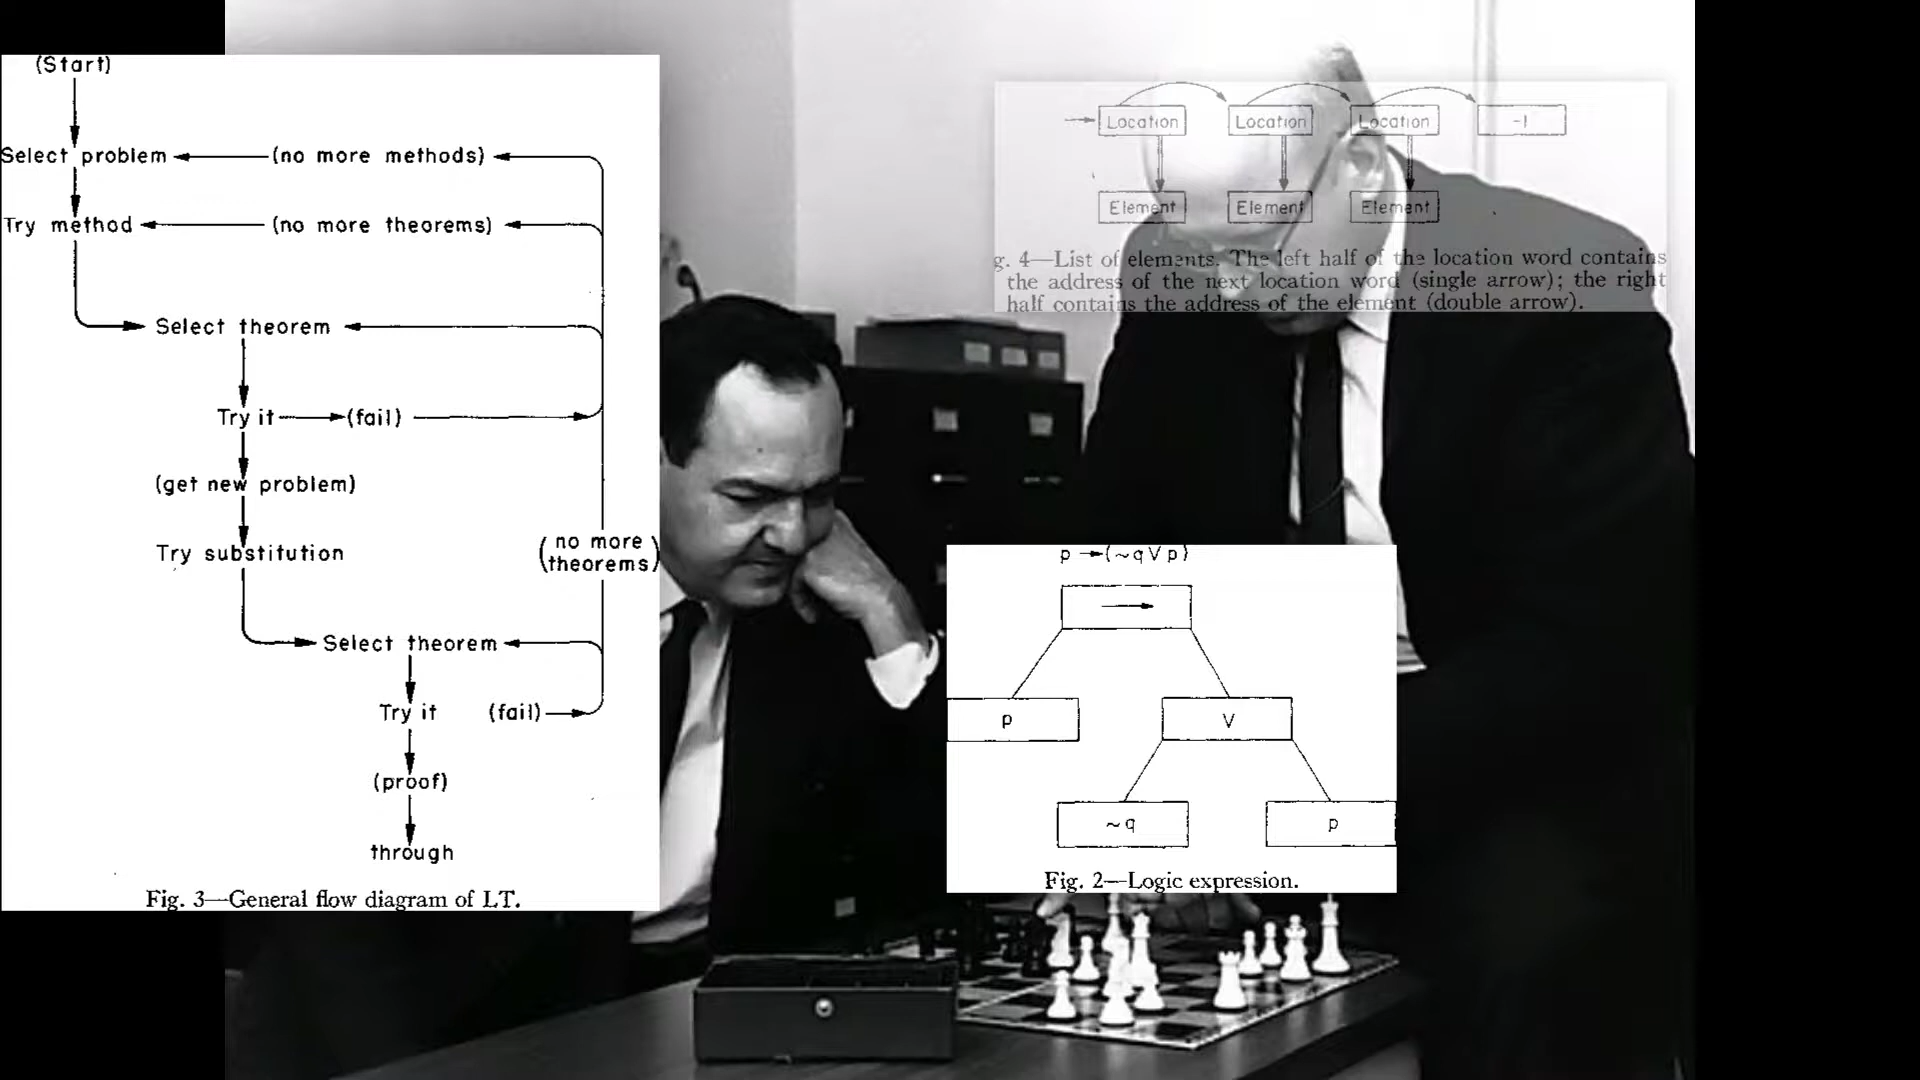 (Start)
Select problem
(no more methods)
Try method
(no more theorems)
Select theorem
Try it
(fail)
(get new problem)
Try substitution
(no more
theorems)
Select theorem
Try it
(fail)
(proof)
through
Fig. 3—General flow diagram of LT.
Location
Location
Location
-1
Element
Element
Element
g. 4—List of elements. The left half of the location word contains
the address of the next location word (single arrow); the right
half contains the address of the element (double arrow).
p →(~q V p)
→
p
V
~q
p
Fig. 2—Logic expression.